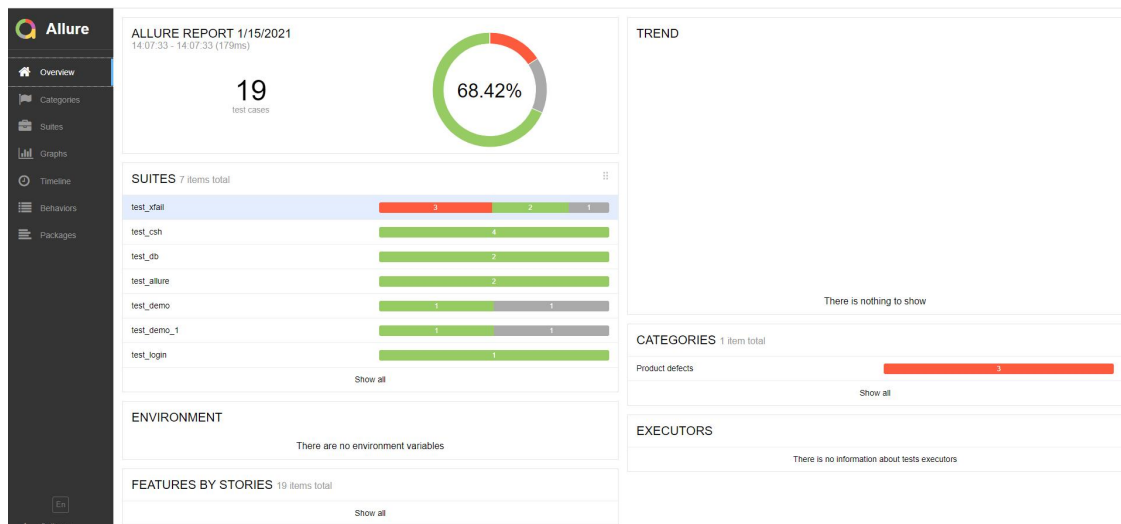 Allure
Overview
Categories
Suites
Graphs
Timeline
Behaviors
Packages
En
ALLURE REPORT 1/15/2021
14:07:33 - 14:07:33 (179ms)
19
test cases
68.42%
SUITES 7 items total
test_xfail 3 2 1
test_csh 4
test_db 2
test_allure 2
test_demo 1 1
test_demo_1 1 1
test_login 1
Show all
ENVIRONMENT
There are no environment variables
FEATURES BY STORIES 19 items total
Show all
TREND
There is nothing to show
CATEGORIES 1 item total
Product defects 3
Show all
EXECUTORS
There is no information about tests executors